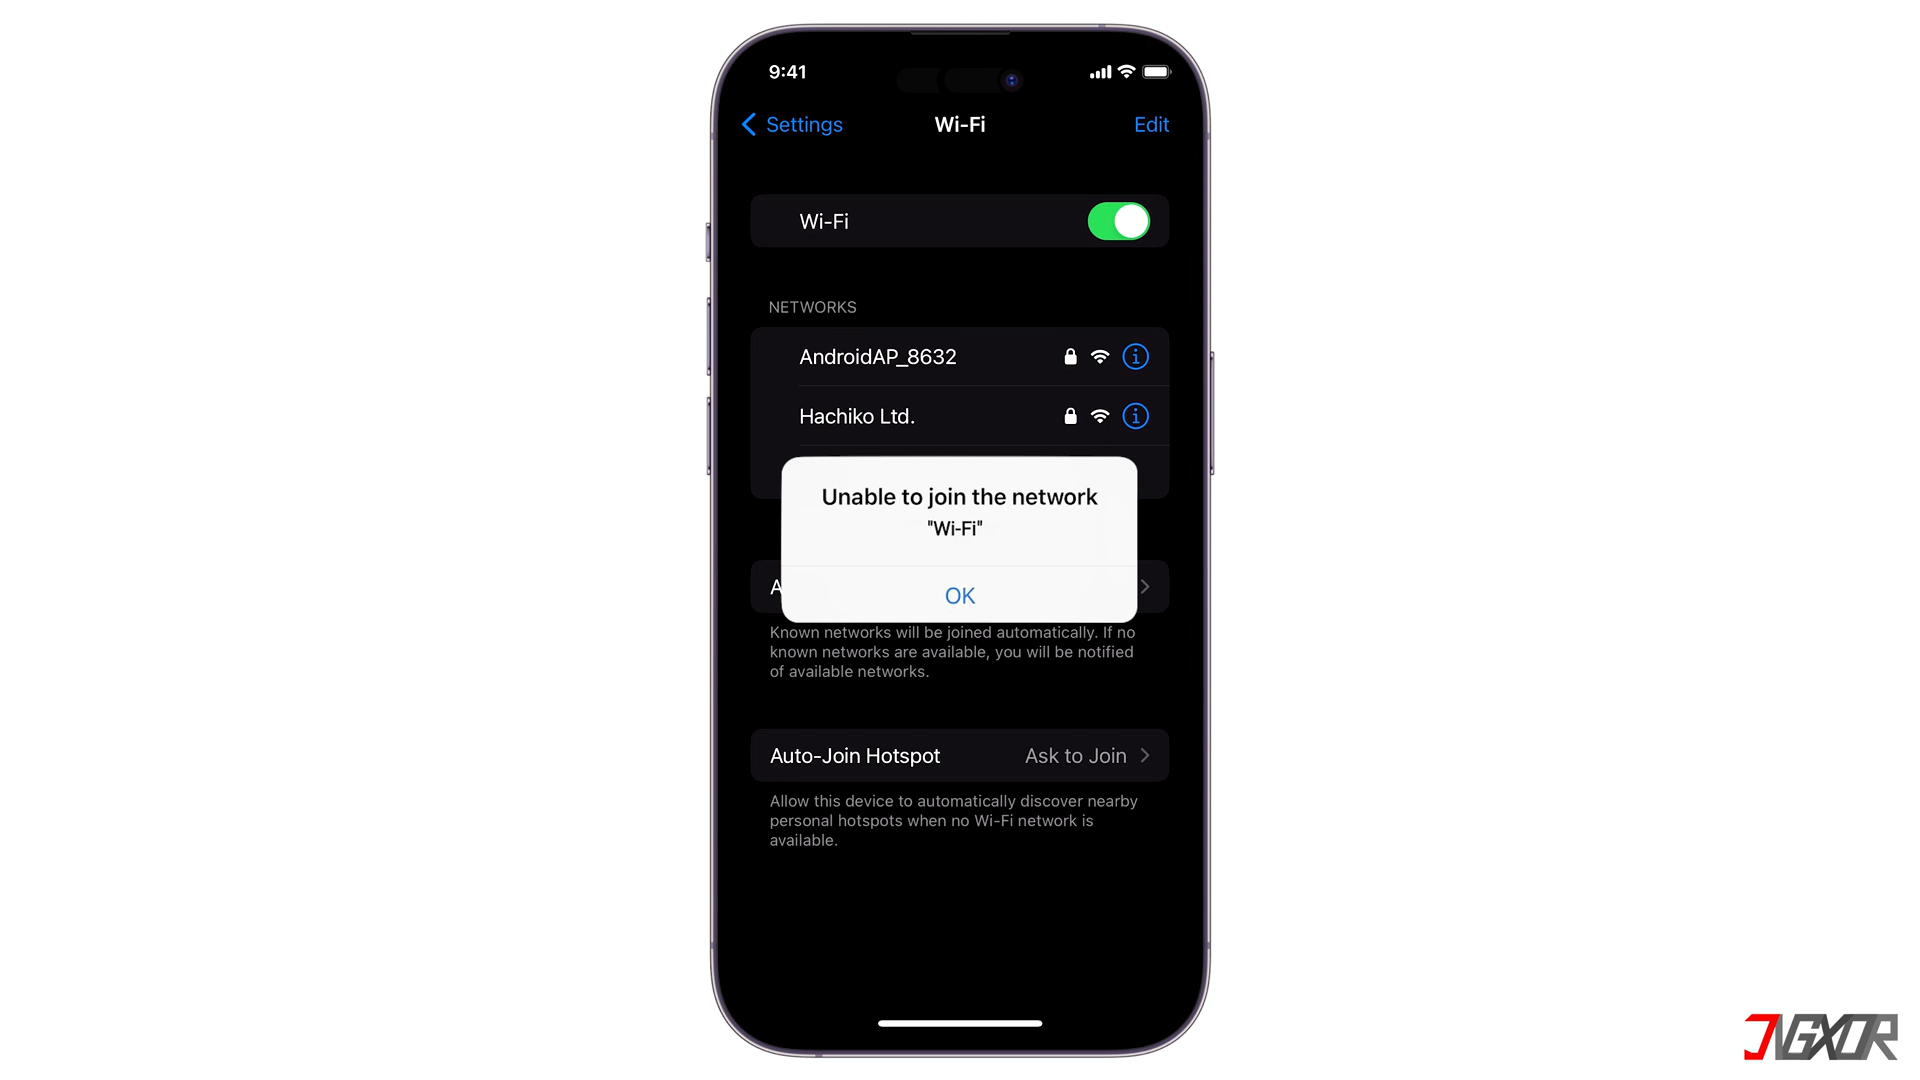 9:41
Settings
Wi-Fi
Edit
Wi-Fi
NETWORKS
AndroidAP_8632
Hachiko Ltd.
Unable to join the network
"Wi-Fi"
A
OK
Known networks will be joined automatically. If no
known networks are available, you will be notified
of available networks.
Auto-Join Hotspot
Ask to Join
Allow this device to automatically discover nearby
personal hotspots when no Wi-Fi network is
available.
JVGXOR